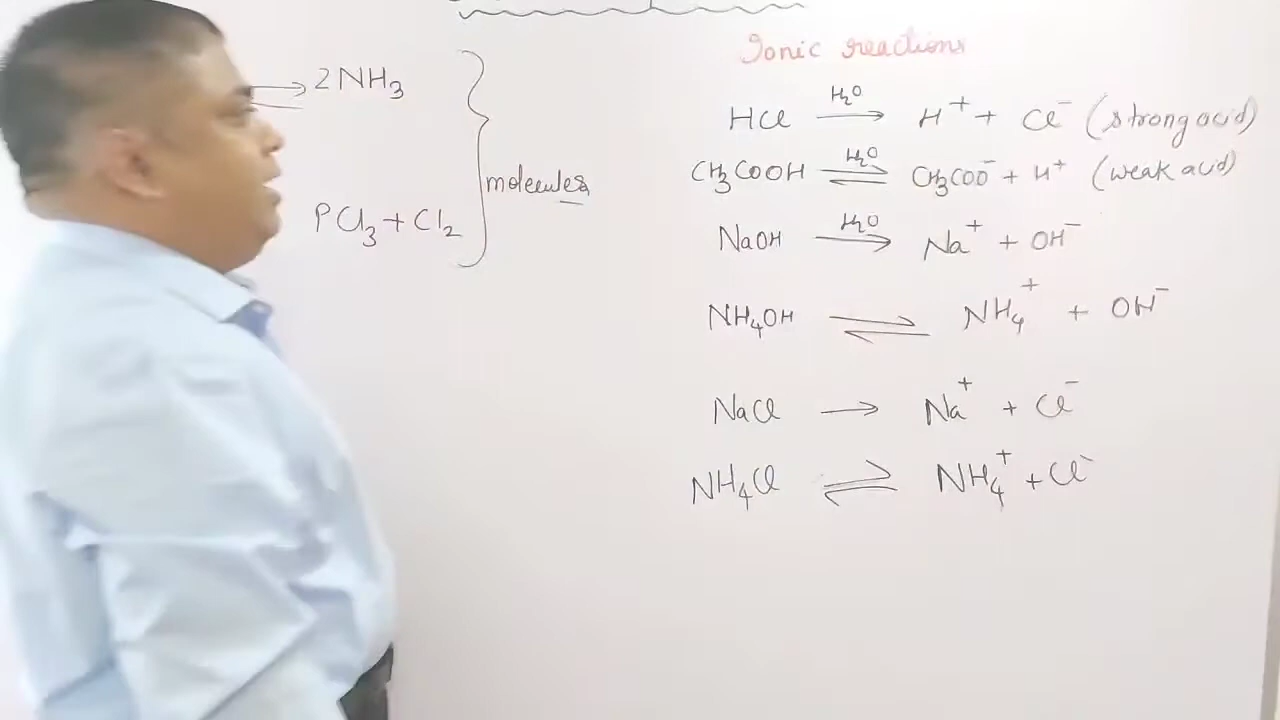 ⇌ 2NH₃
PCl₃ + Cl₂
molecules
Ionic reactions
HCl —H₂O→ H⁺ + Cl⁻ (strong acid)
CH₃COOH ⇌ H₂O CH₃COO⁻ + H⁺ (weak acid)
NaOH —H₂O→ Na⁺ + OH⁻
NH₄OH ⇌ NH₄⁺ + OH⁻
NaCl → Na⁺ + Cl⁻
NH₄Cl ⇌ NH₄⁺ + Cl⁻